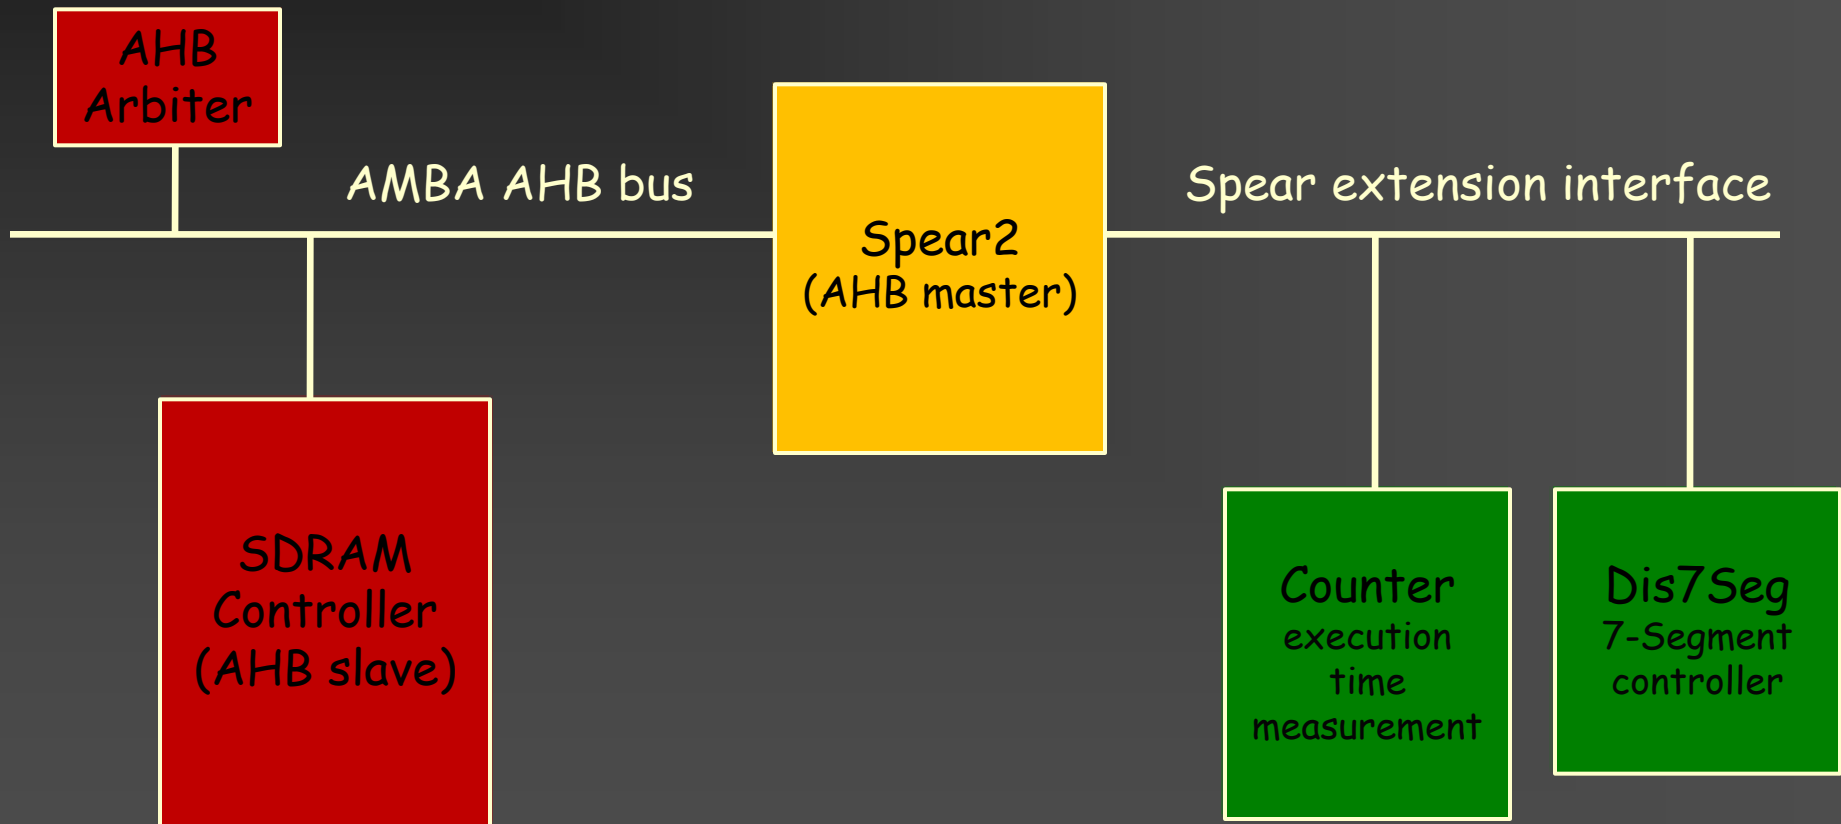 AHB
Arbiter
AMBA AHB bus
Spear2
(AHB master)
Spear extension interface
SDRAM
Controller
(AHB slave)
Counter
execution
time
measurement
Dis7Seg
7-Segment
controller